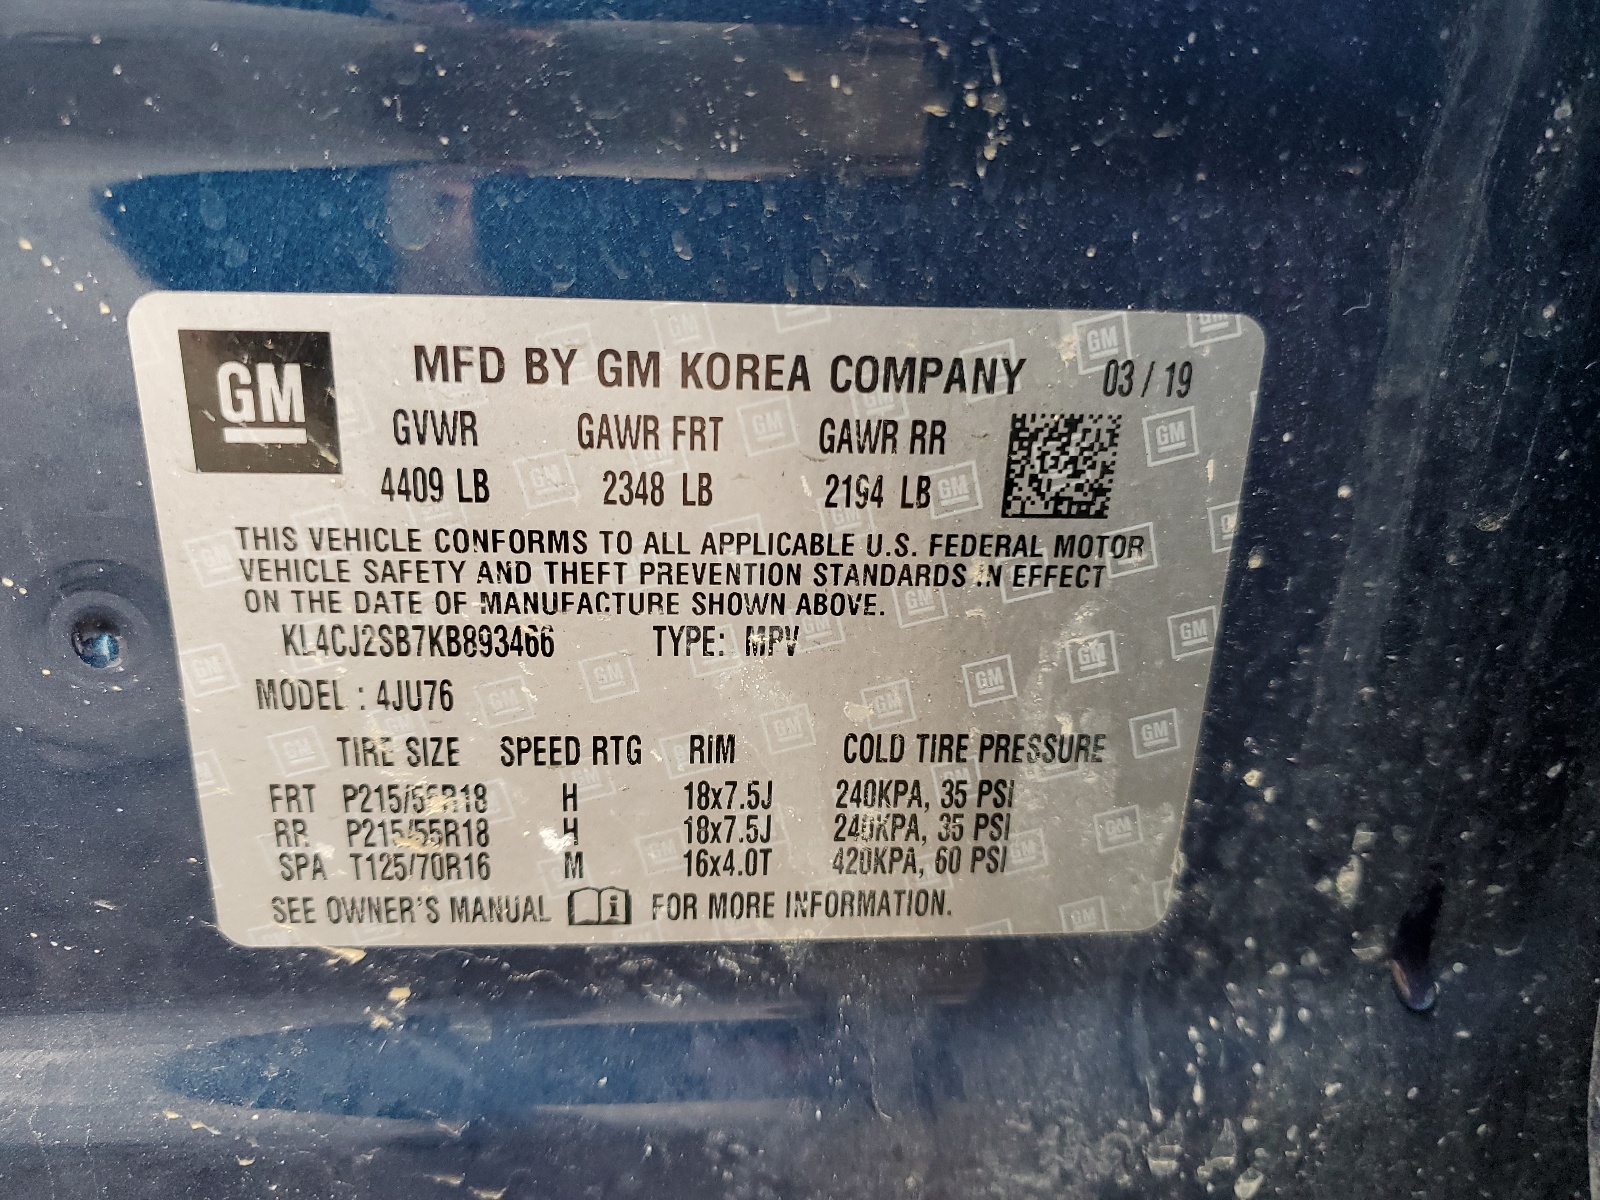 GM
MFD BY GM KOREA COMPANY 03 / 19
GVWR GAWR FRT GAWR RR
4409 LB 2348 LB 2194 LB
THIS VEHICLE CONFORMS TO ALL APPLICABLE U.S. FEDERAL MOTOR
VEHICLE SAFETY AND THEFT PREVENTION STANDARDS IN EFFECT
ON THE DATE OF MANUFACTURE SHOWN ABOVE.
KL4CJ2SB7KB893466 TYPE: MPV
MODEL : 4JU76
TIRE SIZE SPEED RTG RIM COLD TIRE PRESSURE
FRT P215/55R18 H 18x7.5J 240KPA, 35 PSI
RR P215/55R18 H 18x7.5J 240KPA, 35 PSI
SPA T125/70R16 M 16x4.0T 420KPA, 60 PSI
SEE OWNER'S MANUAL i FOR MORE INFORMATION.